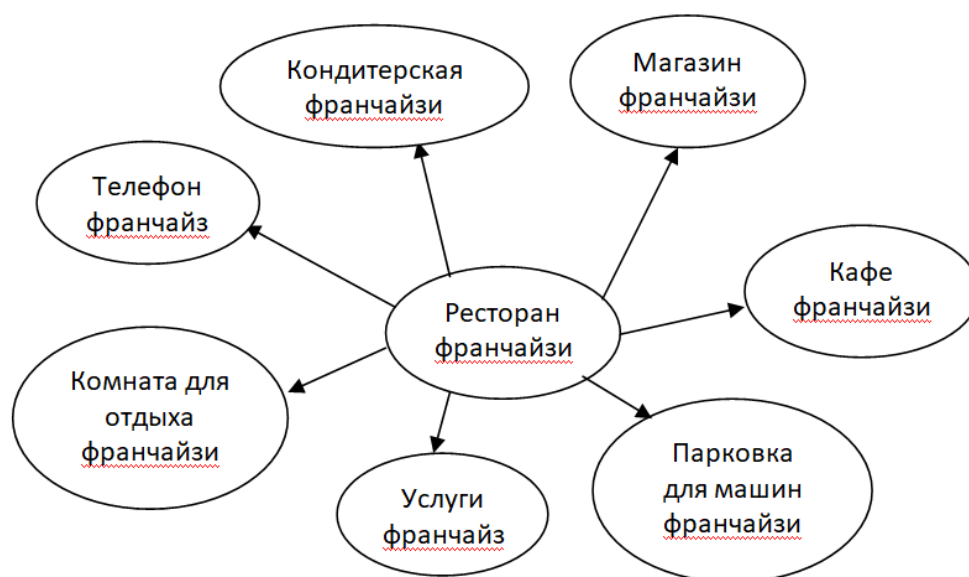 Кондитерская
франчайзи
Магазин
франчайзи
Телефон
франчайз
Кафе
франчайзи
Ресторан
франчайзи
Комната для
отдыха
франчайзи
Парковка
для машин
франчайзи
Услуги
франчайз